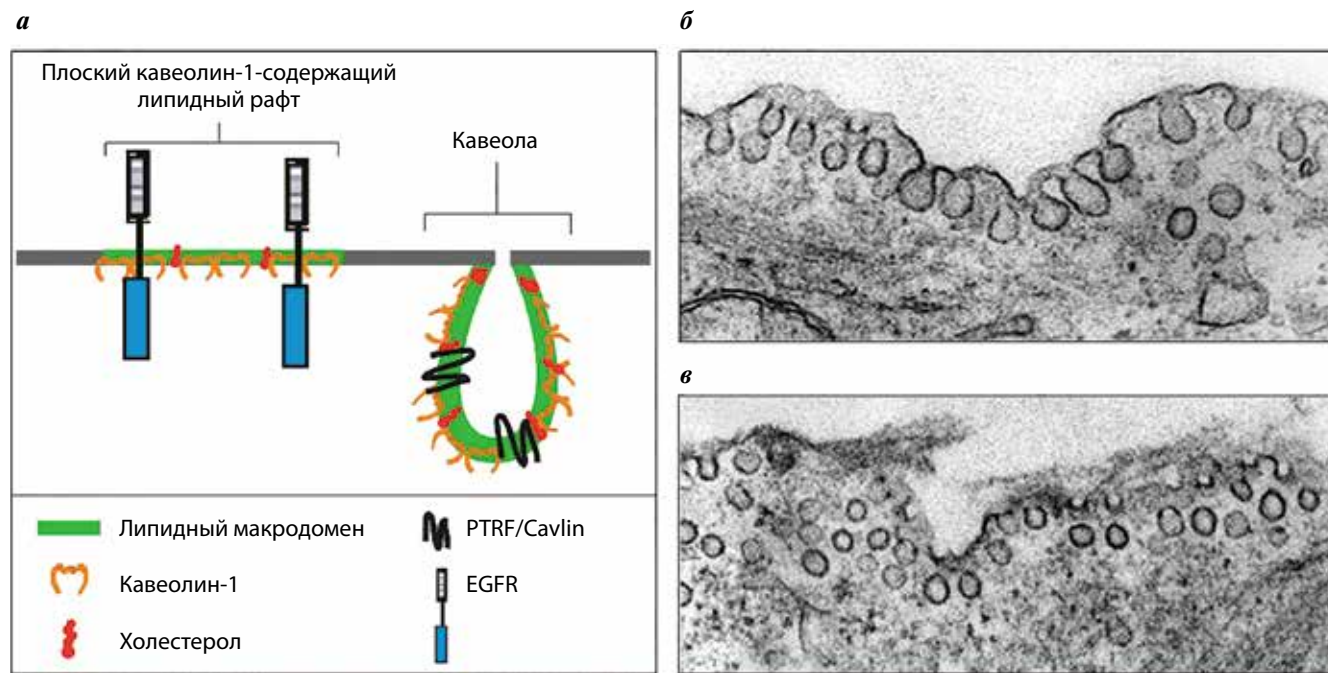 а
Плоский кавеолин-1-содержащий
липидный рафт
Кавеола
Липидный макродомен
Кавеолин-1
Холестерол
PTRF/Cavlin
EGFR
б
в